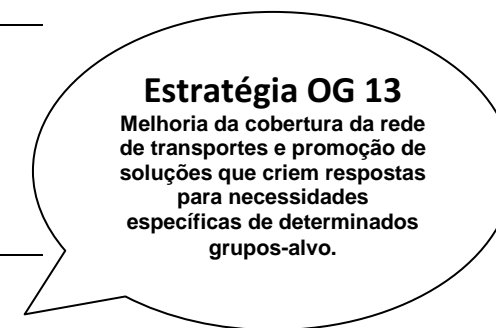 Estratégia OG 13
Melhoria da cobertura da rede
de transportes e promoção de
soluções que criem respostas
para necessidades
específicas de determinados
grupos-alvo.